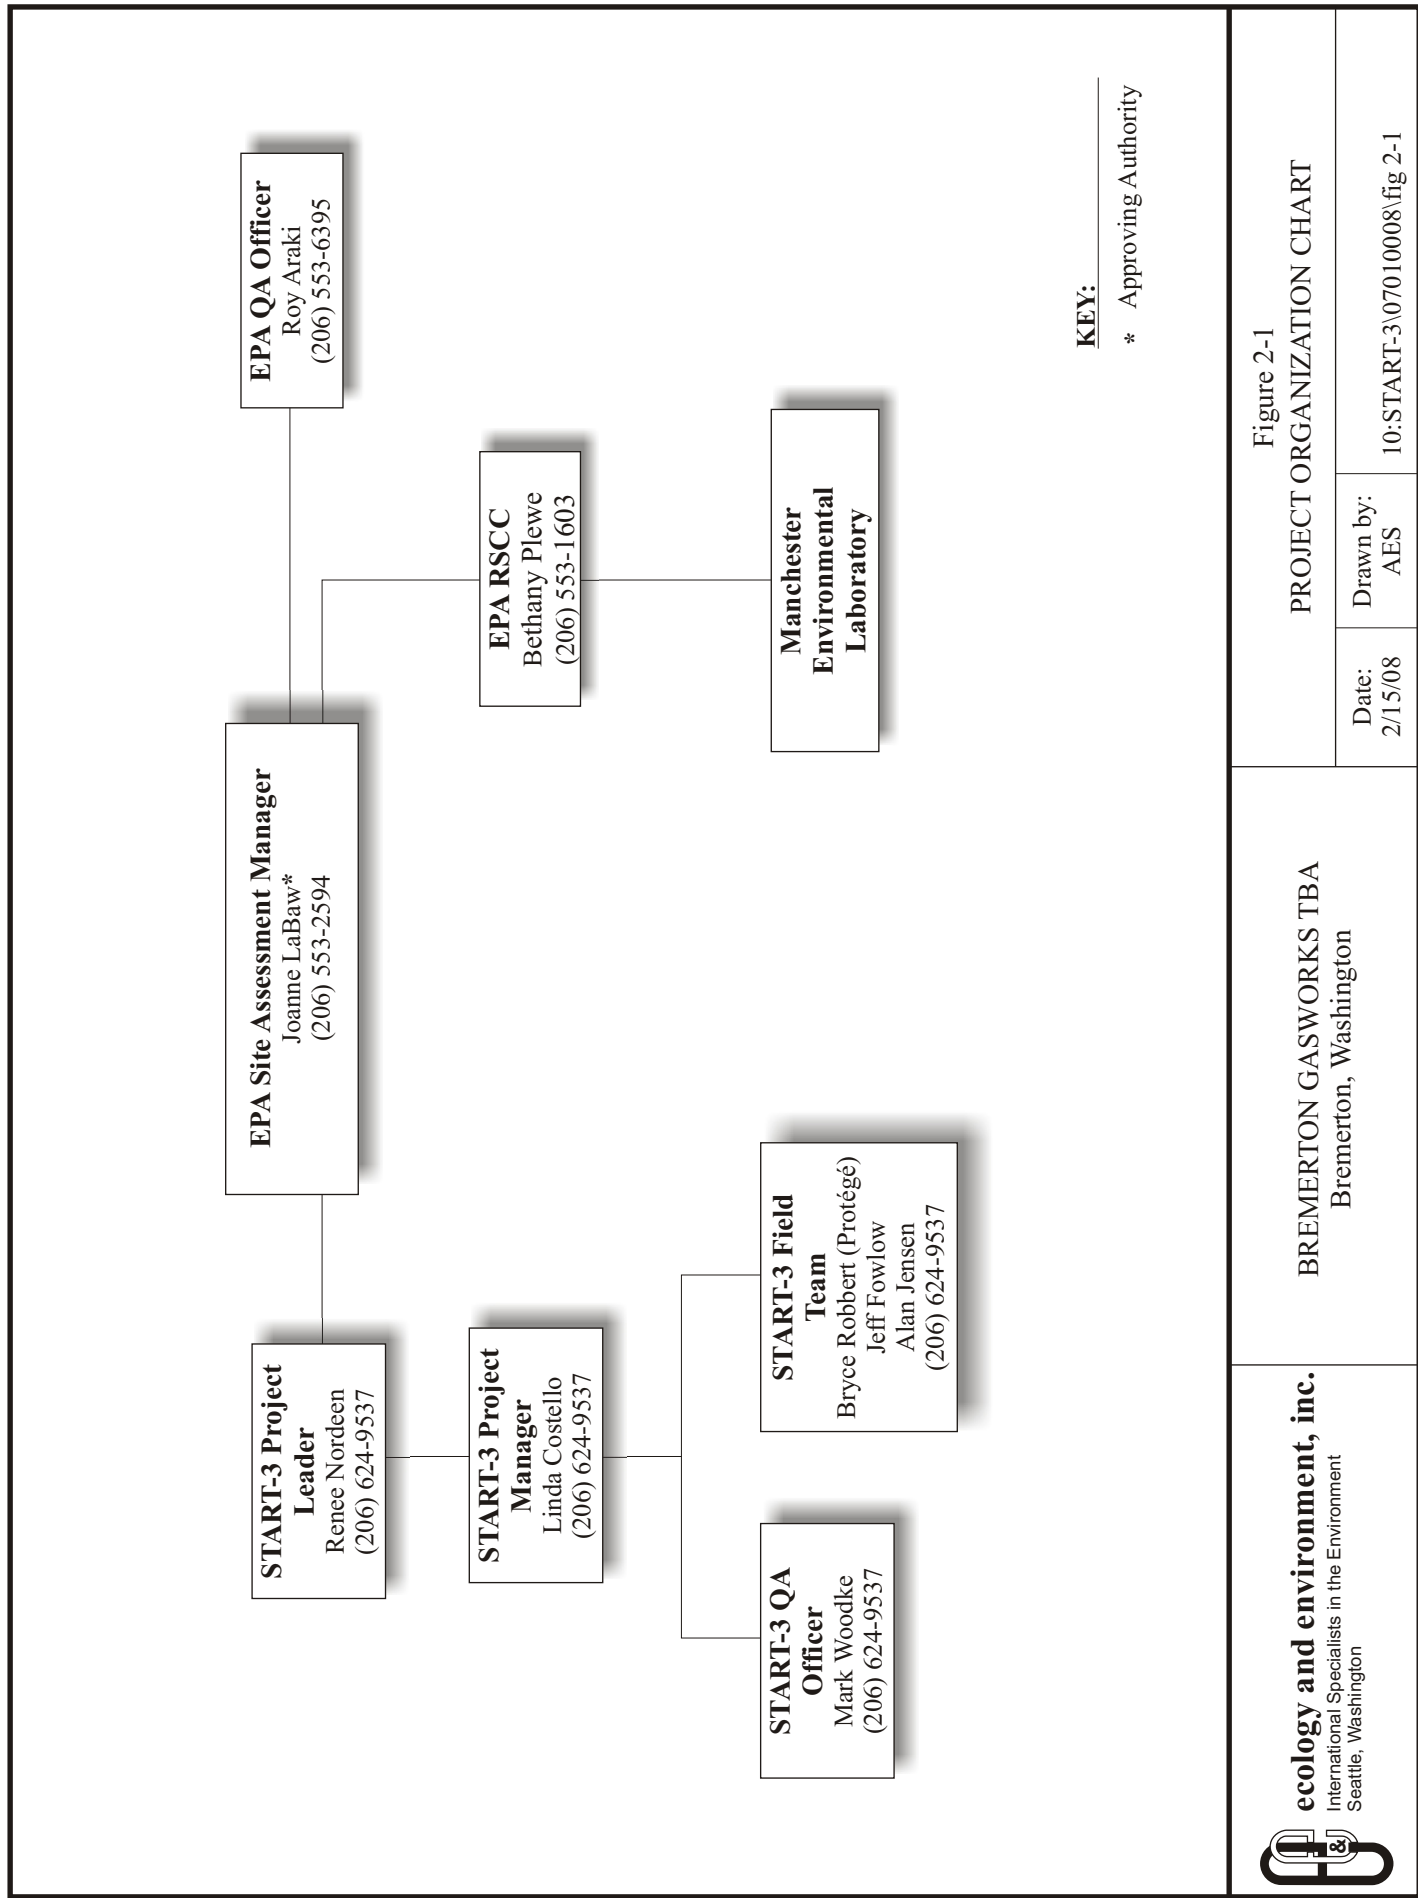 EPA Site Assessment Manager
Joanne LaBaw*
(206) 553-2594
EPA QA Officer
Roy Araki
(206) 553-6395
START-3 Project
Leader
Renee Nordeen
(206) 624-9537
START-3 Project
Manager
Linda Costello
(206) 624-9537
EPA RSCC
Bethany Plewe
(206) 553-1603
START-3 QA
Officer
Mark Woodke
(206) 624-9537
START-3 Field
Team
Bryce Robbert (Protégé)
Jeff Fowlow
Alan Jensen
(206) 624-9537
Manchester
Environmental
Laboratory
KEY:
* Approving Authority
&
ecology and environment, inc.
International Specialists in the Environment
Seattle, Washington
BREMERTON GASWORKS TBA
Bremerton, Washington
Figure 2-1
PROJECT ORGANIZATION CHART
Date:
2/15/08
Drawn by:
AES
10:START-3\07010008\fig 2-1